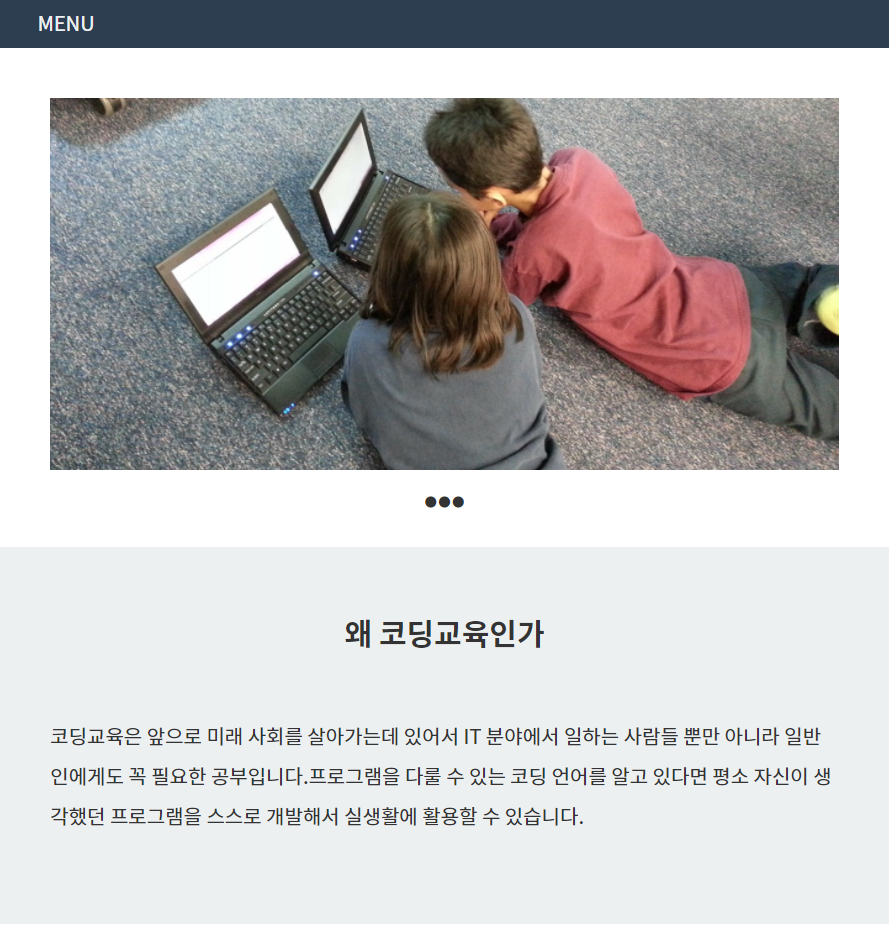 MENU
왜 코딩교육인가
코딩교육은 앞으로 미래 사회를 살아가는데 있어서 IT 분야에서 일하는 사람들 뿐만 아니라 일반
인에게도 꼭 필요한 공부입니다.프로그램을 다룰 수 있는 코딩 언어를 알고 있다면 평소 자신이 생
각했던 프로그램을 스스로 개발해서 실생활에 활용할 수 있습니다.